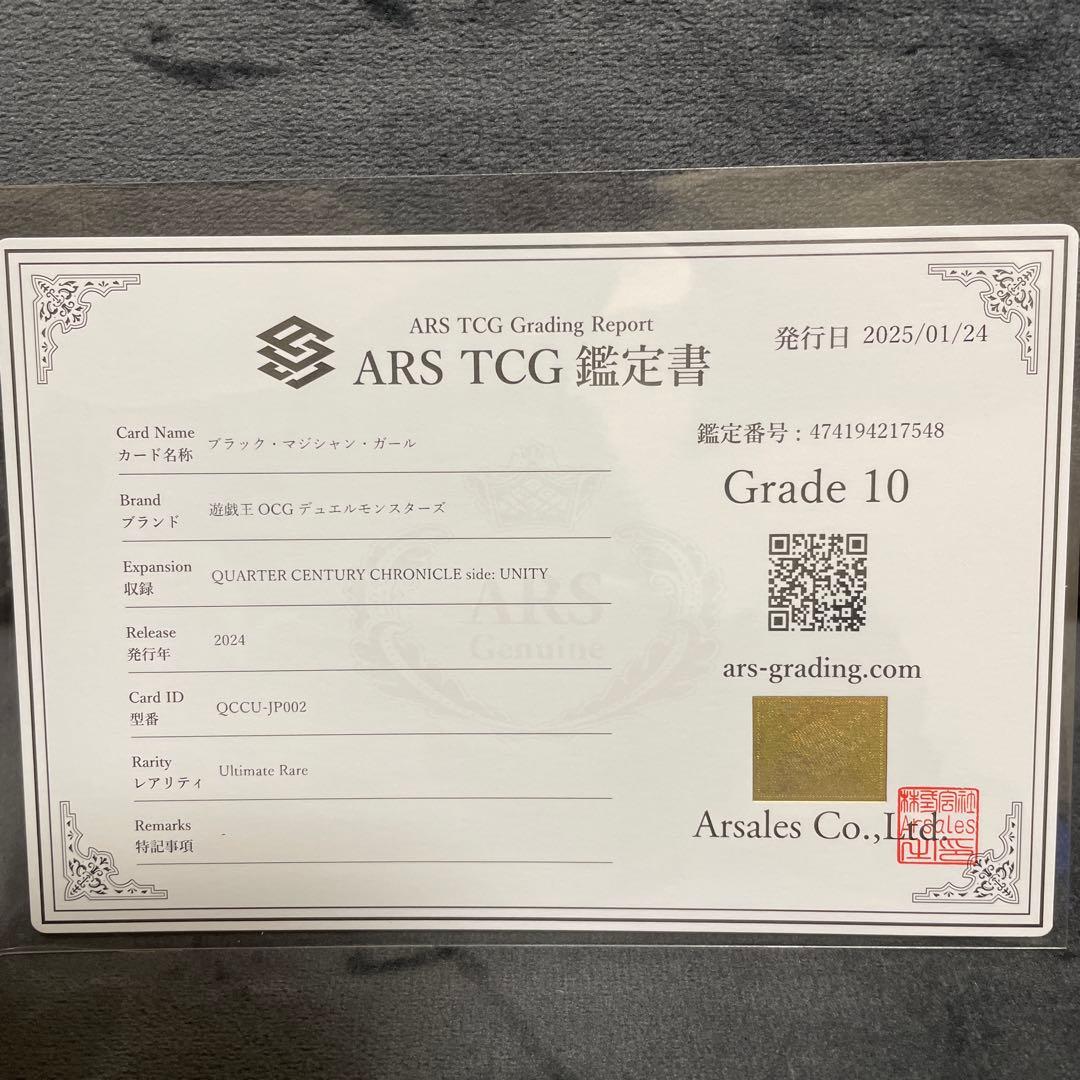 ARS TCG Grading Report
ARS TCG 鑑定書
発行日 2025/01/24
Card Name
カード名称
ブラック・マジシャン・ガール
Brand
ブランド
遊戯王 OCG デュエルモンスターズ
Expansion
収録
QUARTER CENTURY CHRONICLE side: UNITY
Release
発行年
2024
Card ID
型番
QCCU-JP002
Rarity
レアリティ
Ultimate Rare
Remarks
特記事項
-
鑑定番号 : 474194217548
Grade 10
ars-grading.com
Arsales Co.,Ltd.
株式会社
Arsales
ARS
Genuine